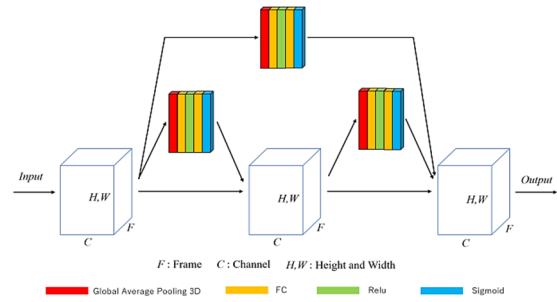 Input
H,W
F
C
H,W
F
C
H,W
F
C
Output
F : Frame C : Channel H,W : Height and Width
Global Average Pooling 3D FC Relu Sigmoid